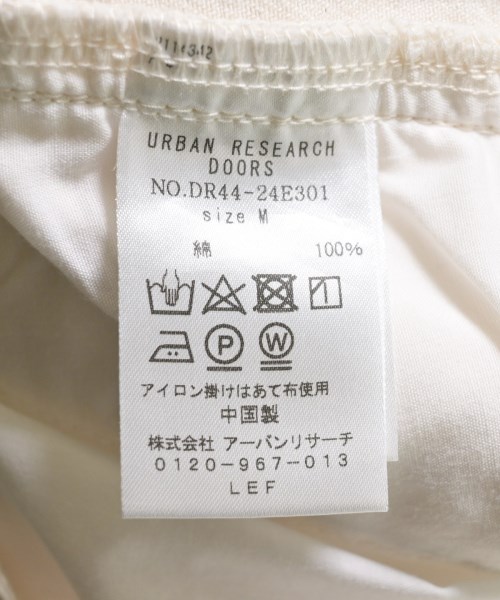 URBAN RESEARCH
DOORS
NO.DR44-24E301
size M
綿 100%
P W
アイロン掛けはあて布使用
中国製
株式会社 アーバンリサーチ
0120-967-013
LEF